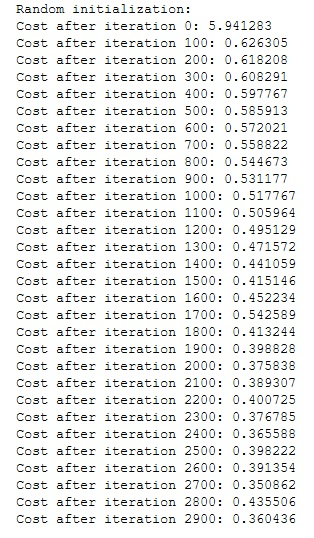 Random initialization:
Cost after iteration 0: 5.941283
Cost after iteration 100: 0.626305
Cost after iteration 200: 0.618208
Cost after iteration 300: 0.608291
Cost after iteration 400: 0.597767
Cost after iteration 500: 0.585913
Cost after iteration 600: 0.572021
Cost after iteration 700: 0.558822
Cost after iteration 800: 0.544673
Cost after iteration 900: 0.531177
Cost after iteration 1000: 0.517767
Cost after iteration 1100: 0.505964
Cost after iteration 1200: 0.495129
Cost after iteration 1300: 0.471572
Cost after iteration 1400: 0.441059
Cost after iteration 1500: 0.415146
Cost after iteration 1600: 0.452234
Cost after iteration 1700: 0.542589
Cost after iteration 1800: 0.413244
Cost after iteration 1900: 0.398828
Cost after iteration 2000: 0.375838
Cost after iteration 2100: 0.389307
Cost after iteration 2200: 0.400725
Cost after iteration 2300: 0.376785
Cost after iteration 2400: 0.365588
Cost after iteration 2500: 0.398222
Cost after iteration 2600: 0.391354
Cost after iteration 2700: 0.350862
Cost after iteration 2800: 0.435506
Cost after iteration 2900: 0.360436